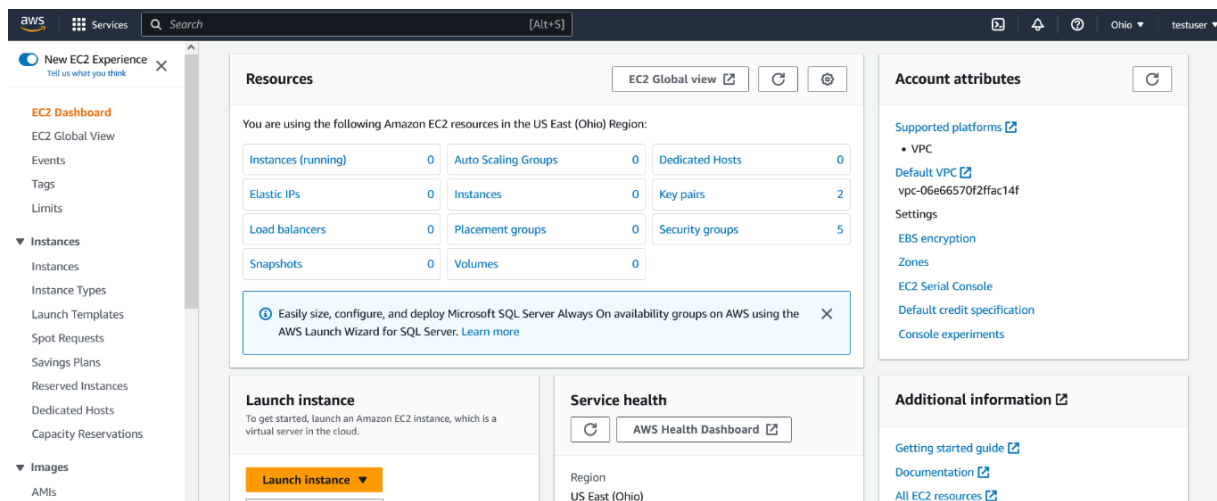 aws
Services
Search
[Alt+S]
Ohio
testuser
New EC2 Experience
Tell us what you think
EC2 Dashboard
EC2 Global View
Events
Tags
Limits
Instances
Instances
Instance Types
Launch Templates
Spot Requests
Savings Plans
Reserved Instances
Dedicated Hosts
Capacity Reservations
Images
AMIs
Resources
EC2 Global view
You are using the following Amazon EC2 resources in the US East (Ohio) Region:
Instances (running) 0 Auto Scaling Groups 0 Dedicated Hosts 0
Elastic IPs 0 Instances 0 Key pairs 2
Load balancers 0 Placement groups 0 Security groups 5
Snapshots 0 Volumes 0
Easily size, configure, and deploy Microsoft SQL Server Always On availability groups on AWS using the
AWS Launch Wizard for SQL Server. Learn more
Launch instance
To get started, launch an Amazon EC2 instance, which is a
virtual server in the cloud.
Launch instance
Service health
AWS Health Dashboard
Region
US East (Ohio)
Account attributes
Supported platforms
• VPC
Default VPC
vpc-06e66570f2ffac14f
Settings
EBS encryption
Zones
EC2 Serial Console
Default credit specification
Console experiments
Additional information
Getting started guide
Documentation
All EC2 resources